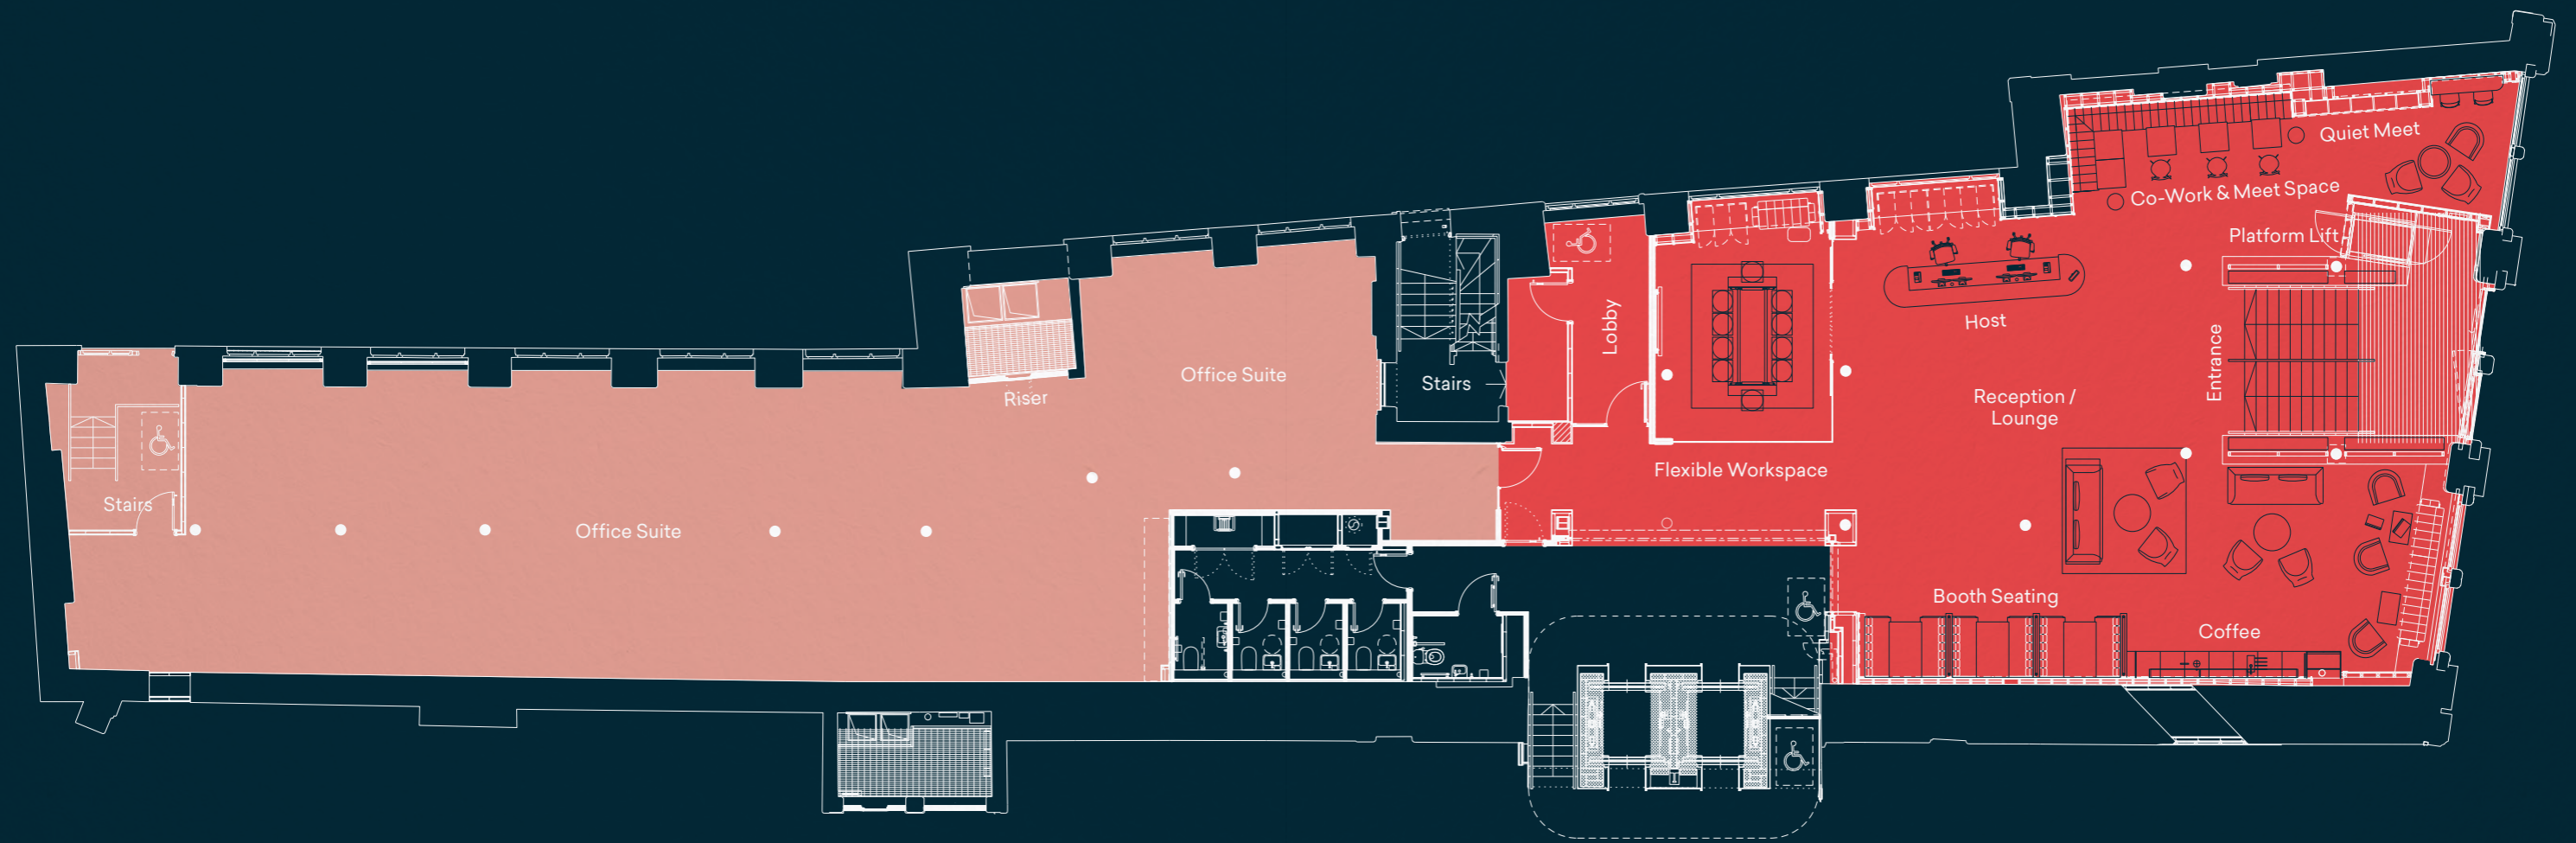 Quiet Meet
Co-Work & Meet Space
Platform Lift
Lobby
Host
Entrance
Office Suite
Stairs
Riser
Reception /
Lounge
Flexible Workspace
Stairs
Office Suite
Booth Seating
Coffee